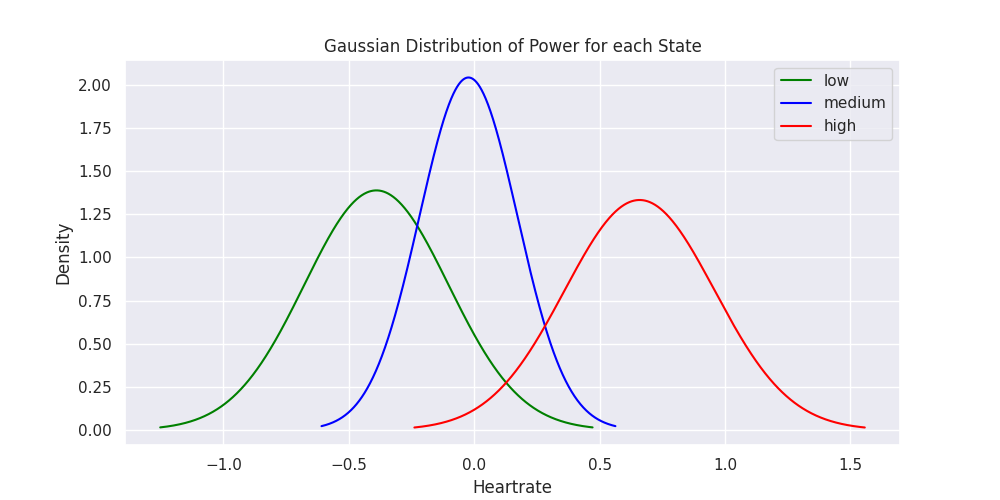 Gaussian Distribution of Power for each State
low
medium
high
Density
2.00
1.75
1.50
1.25
1.00
0.75
0.50
0.25
0.00
−1.0 −0.5 0.0 0.5 1.0 1.5
Heartrate